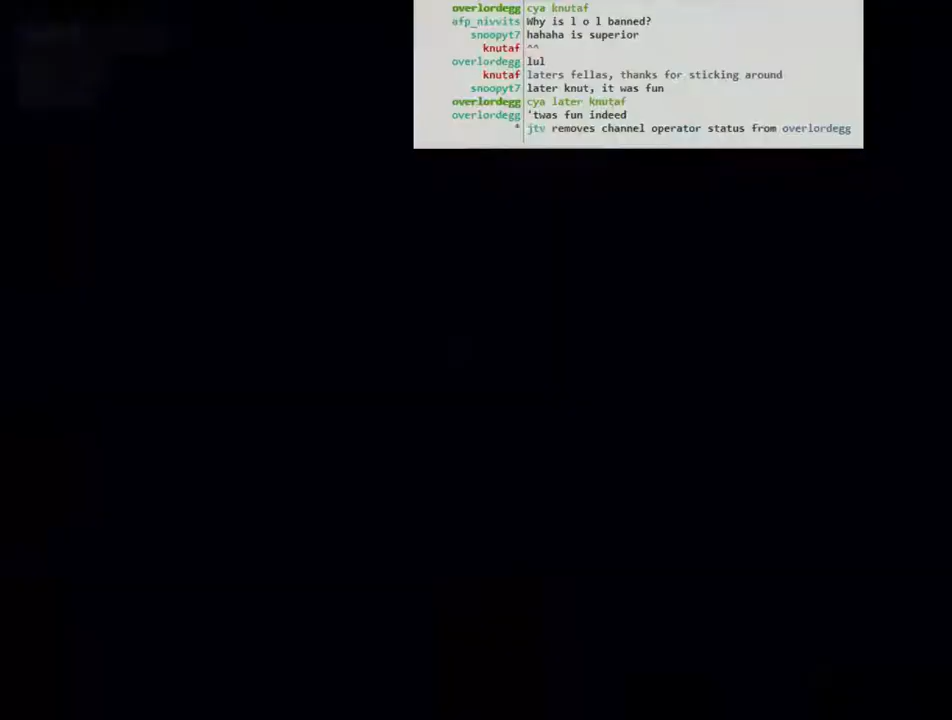 overlordegg cya knutaf
afp_nivvits Why is l o l banned?
snoopyt7 hahaha is superior
knutaf ^^
overlordegg lul
knutaf laters fellas, thanks for sticking around
snoopyt7 later knut, it was fun
overlordegg cya later knutaf
overlordegg 'twas fun indeed
* jtv removes channel operator status from overlordegg